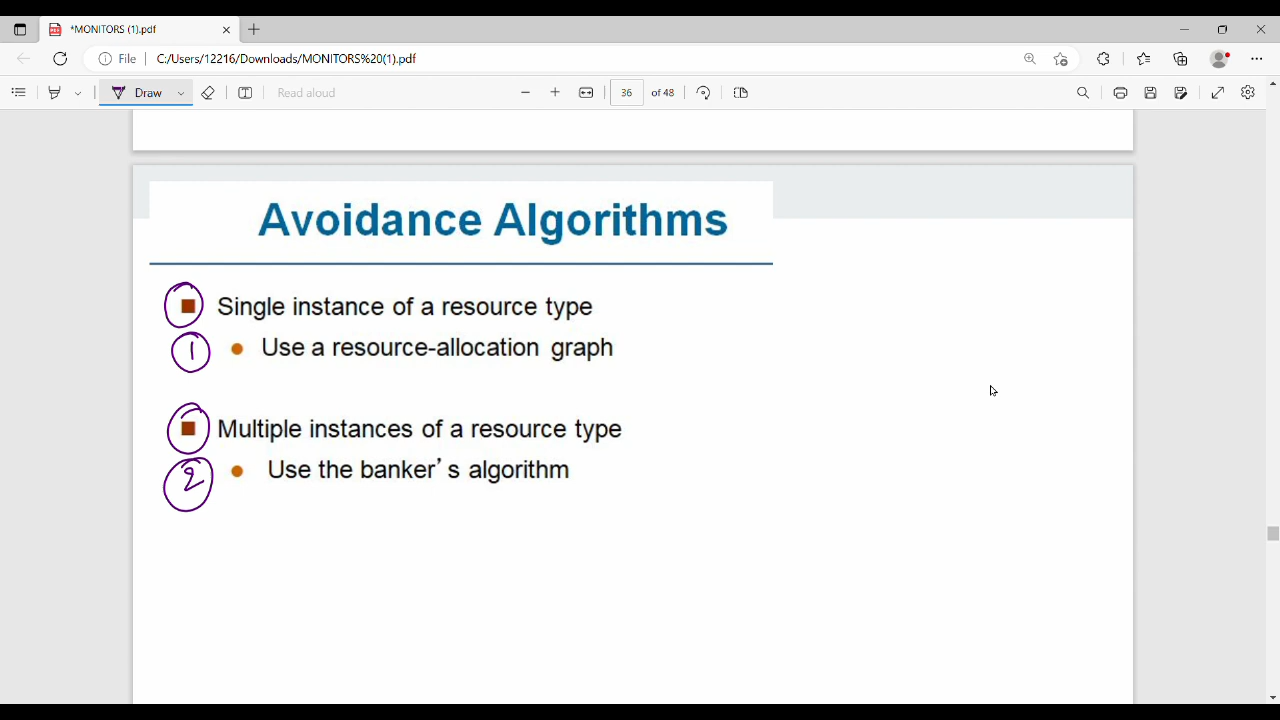 *MONITORS (1).pdf
File C:/Users/12216/Downloads/MONITORS%20(1).pdf
Draw Read aloud 36 of 48
Avoidance Algorithms
Single instance of a resource type
1 Use a resource-allocation graph
Multiple instances of a resource type
2 Use the banker’s algorithm